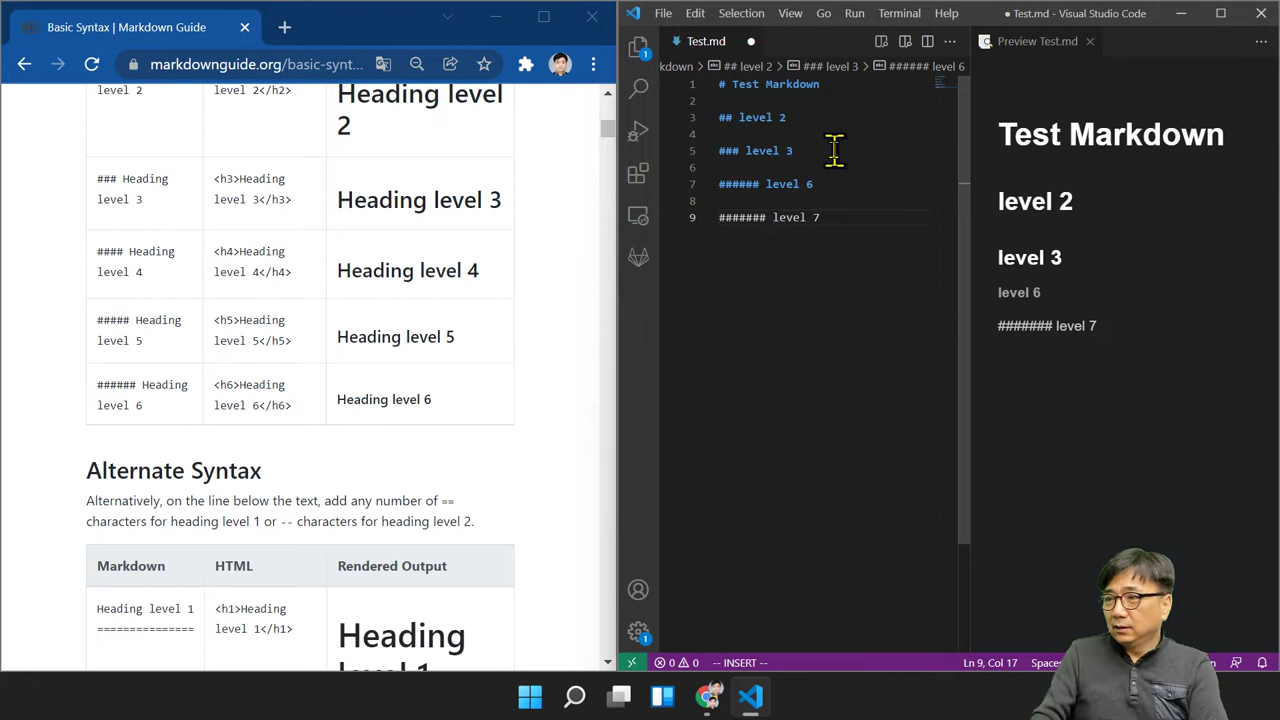 Basic Syntax | Markdown Guide
markdownguide.org/basic-synt...
level 2
level 2</h2>
Heading level
2
### Heading
level 3
<h3>Heading
level 3</h3>
Heading level 3
#### Heading
level 4
<h4>Heading
level 4</h4>
Heading level 4
##### Heading
level 5
<h5>Heading
level 5</h5>
Heading level 5
###### Heading
level 6
<h6>Heading
level 6</h6>
Heading level 6
Alternate Syntax
Alternatively, on the line below the text, add any number of ==
characters for heading level 1 or -- characters for heading level 2.
Markdown HTML Rendered Output
Heading level 1
===============
<h1>Heading
level 1</h1>
Heading
level 1
File Edit Selection View Go Run Terminal Help ● Test.md - Visual Studio Code
Test.md
kdown > ## level 2 > ### level 3 > ###### level 6
1 # Test Markdown
2
3 ## level 2
4
5 ### level 3
6
7 ###### level 6
8
9 ####### level 7
1
1
0 0 -- INSERT -- Ln 9, Col 17 Spaces
Preview Test.md
Test Markdown
level 2
level 3
level 6
####### level 7